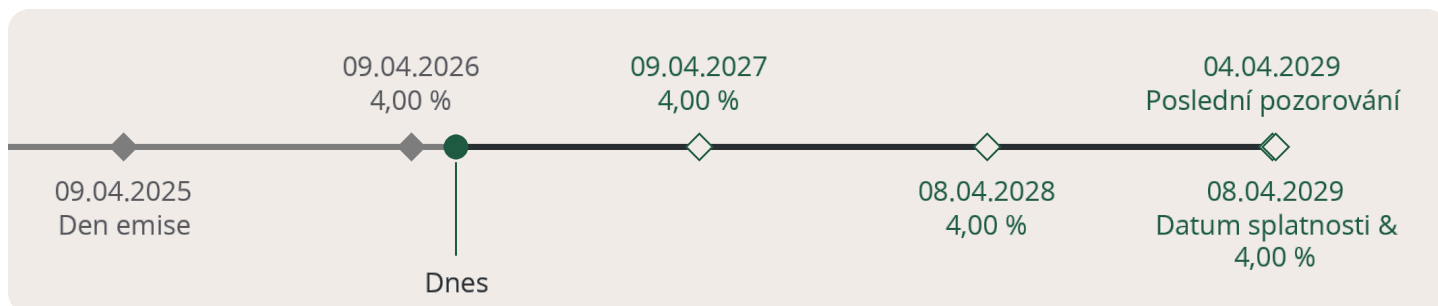 09.04.2026
4,00 %
09.04.2027
4,00 %
04.04.2029
Poslední pozorování
09.04.2025
Den emise
08.04.2028
4,00 %
08.04.2029
Datum splatnosti &
4,00 %
Dnes